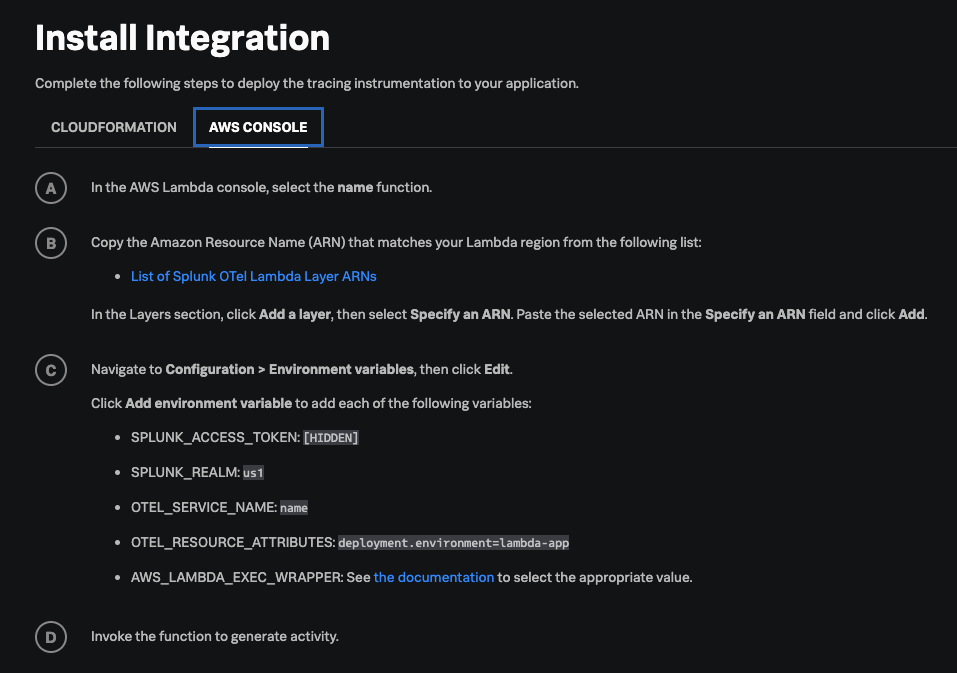 Install Integration
Complete the following steps to deploy the tracing instrumentation to your application.
CLOUDFORMATION
AWS CONSOLE
A
In the AWS Lambda console, select the name function.
B
Copy the Amazon Resource Name (ARN) that matches your Lambda region from the following list:
• List of Splunk OTel Lambda Layer ARNs
In the Layers section, click Add a layer, then select Specify an ARN. Paste the selected ARN in the Specify an ARN field and click Add.
C
Navigate to Configuration > Environment variables, then click Edit.
Click Add environment variable to add each of the following variables:
• SPLUNK_ACCESS_TOKEN: [HIDDEN]
• SPLUNK_REALM: us1
• OTEL_SERVICE_NAME: name
• OTEL_RESOURCE_ATTRIBUTES: deployment.environment=lambda-app
• AWS_LAMBDA_EXEC_WRAPPER: See the documentation to select the appropriate value.
D
Invoke the function to generate activity.